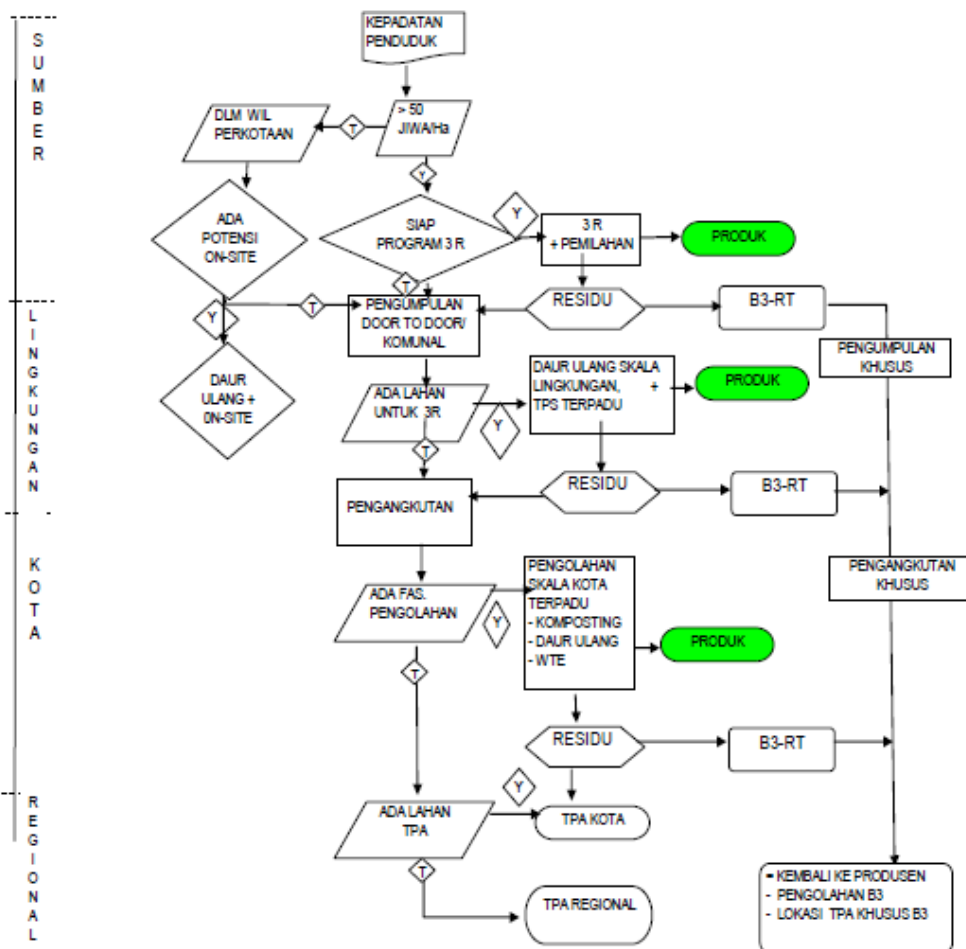 SUMBER
KEPADATAN
PENDUDUK
> 50
JIWA/Ha
T
DLM WIL
PERKOTAAN
Y
ADA
POTENSI
ON-SITE
SIAP
PROGRAM 3 R
Y
3 R
+ PEMILAHAN
PRODUK
T
LINGKUNGAN
Y
T
PENGUMPULAN
DOOR TO DOOR/
KOMUNAL
RESIDU
B3-RT
PENGUMPULAN
KHUSUS
DAUR
ULANG +
0N-SITE
ADA LAHAN
UNTUK 3R
Y
DAUR ULANG SKALA
LINGKUNGAN, +
TPS TERPADU
PRODUK
T
PENGANGKUTAN
RESIDU
B3-RT
KOTA
PENGANGKUTAN
KHUSUS
ADA FAS.
PENGOLAHAN
Y
PENGOLAHAN
SKALA KOTA
TERPADU
- KOMPOSTING
- DAUR ULANG
- WTE
PRODUK
T
RESIDU
B3-RT
REGIONAL
ADA LAHAN
TPA
Y
TPA KOTA
T
TPA REGIONAL
= KEMBALI KE PRODUSEN
- PENGOLAHAN B3
- LOKASI TPA KHUSUS B3